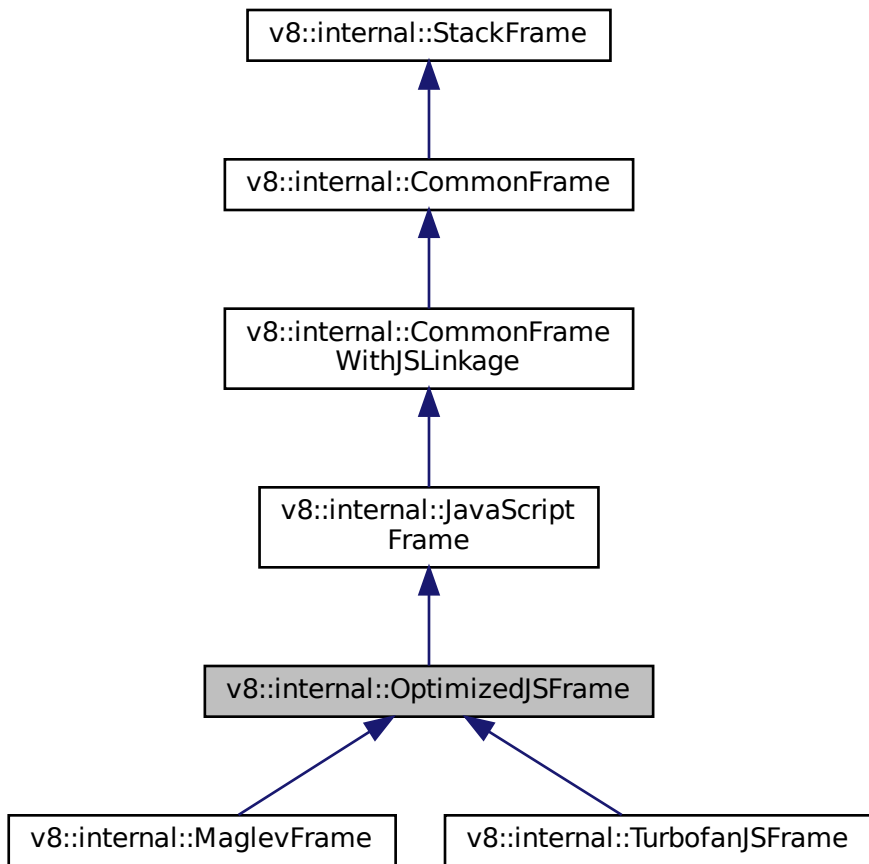 v8::internal::StackFrame
v8::internal::CommonFrame
v8::internal::CommonFrame
WithJSLinkage
v8::internal::JavaScript
Frame
v8::internal::OptimizedJSFrame
v8::internal::MaglevFrame
v8::internal::TurbofanJSFrame